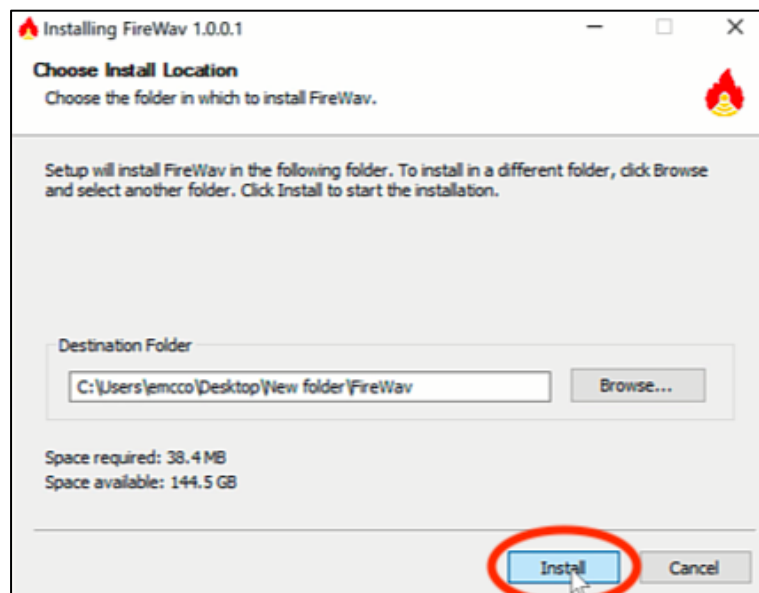 Installing FireWav 1.0.0.1
Choose Install Location
Choose the folder in which to install FireWav.
Setup will install FireWav in the following folder. To install in a different folder, click Browse
and select another folder. Click Install to start the installation.
Destination Folder
C:\Users\emcco\Desktop\New folder\FireWav
Browse...
Space required: 38.4 MB
Space available: 144.5 GB
Install
Cancel